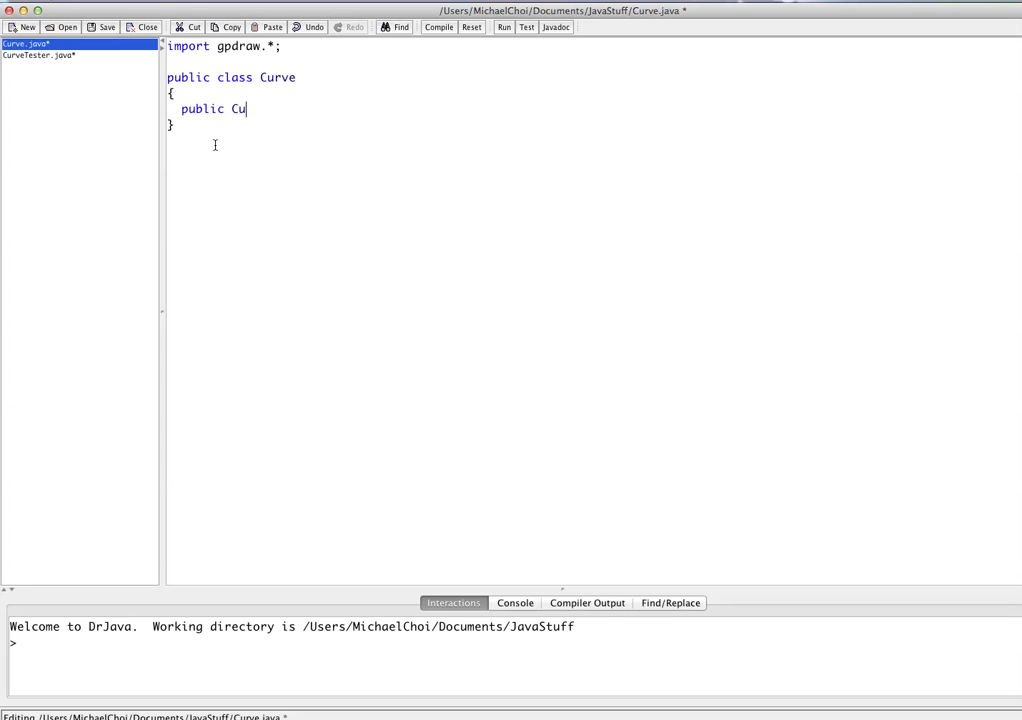 /Users/MichaelChoi/Documents/JavaStuff/Curve.java *
New Open Save Close Cut Copy Paste Undo Redo Find Compile Reset Run Test Javadoc
Curve.java*
CurveTester.java*
import gpdraw.*;
public class Curve
{
public Cu
}
Interactions Console Compiler Output Find/Replace
Welcome to DrJava. Working directory is /Users/MichaelChoi/Documents/JavaStuff
>
Editing /Users/MichaelChoi/Documents/JavaStuff/Curve.java *